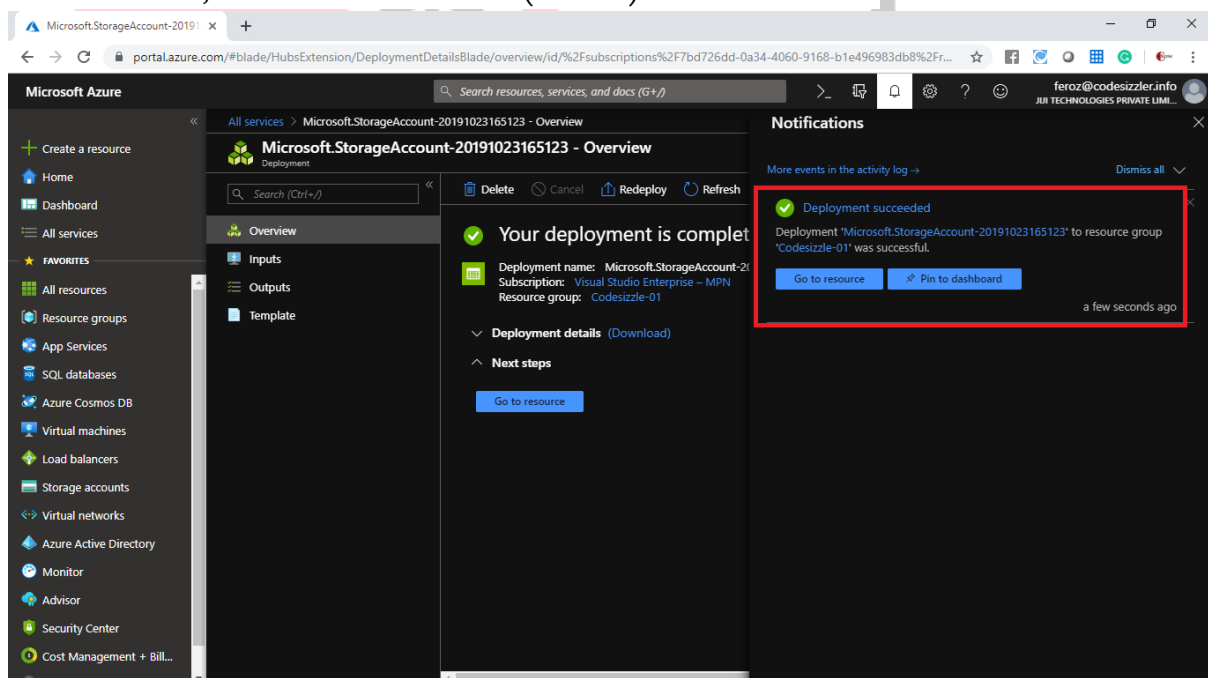 Microsoft.StorageAccount-20191
portal.azure.com/#blade/HubsExtension/DeploymentDetailsBlade/overview/id/%2Fsubscriptions%2F7bd726dd-0a34-4060-9168-b1e496983db8%2Fr...
Microsoft Azure
Search resources, services, and docs (G+/)
feroz@codesizzler.info
JUI TECHNOLOGIES PRIVATE LIMI...
Create a resource
Home
Dashboard
All services
FAVORITES
All resources
Resource groups
App Services
SQL databases
Azure Cosmos DB
Virtual machines
Load balancers
Storage accounts
Virtual networks
Azure Active Directory
Monitor
Advisor
Security Center
Cost Management + Bill...
All services > Microsoft.StorageAccount-20191023165123 - Overview
Microsoft.StorageAccount-20191023165123 - Overview
Deployment
Search (Ctrl+/)
Overview
Inputs
Outputs
Template
Delete Cancel Redeploy Refresh
Your deployment is complet
Deployment name: Microsoft.StorageAccount-20
Subscription: Visual Studio Enterprise – MPN
Resource group: Codesizzle-01
Deployment details (Download)
Next steps
Go to resource
Notifications
More events in the activity log →
Dismiss all
Deployment succeeded
Deployment 'Microsoft.StorageAccount-20191023165123' to resource group
'Codesizzle-01' was successful.
Go to resource Pin to dashboard
a few seconds ago